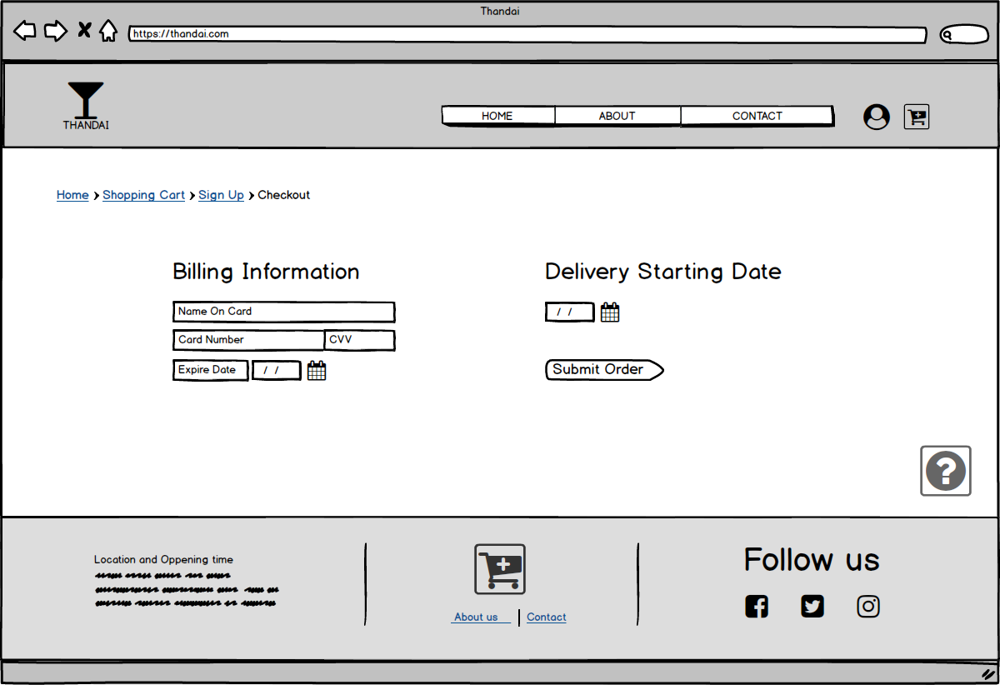 Thandai
https://thandai.com
THANDAI
HOME ABOUT CONTACT
Home Shopping Cart Sign Up Checkout
Billing Information
Name On Card
Card Number CVV
Expire Date / /
Delivery Starting Date
/ /
Submit Order
?
Location and Oppening time
About us Contact
Follow us